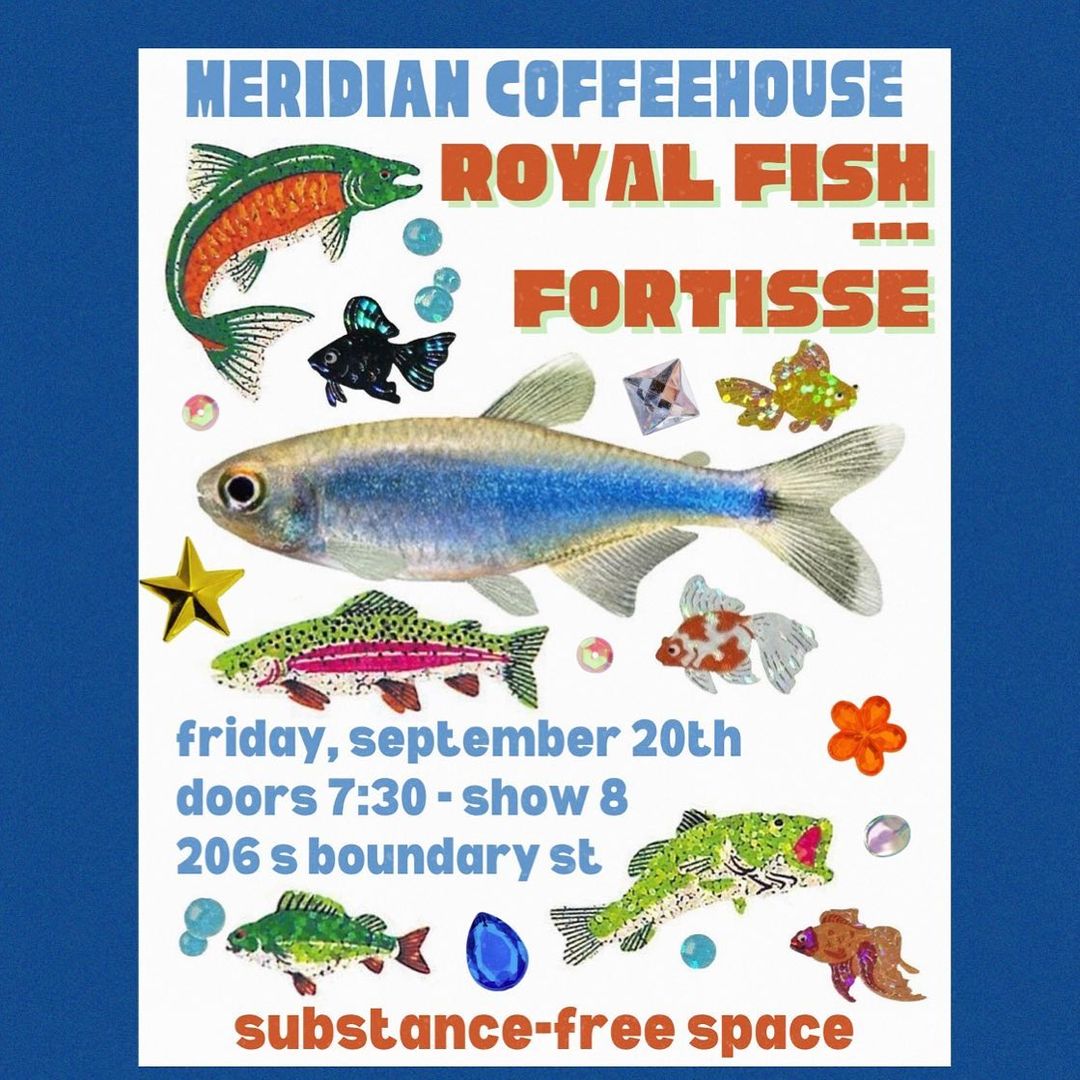 MERIDIAN COFFEEHOUSE
ROYAL FISH
---
FORTISSE
friday, september 20th
doors 7:30 - show 8
206 s boundary st
substance-free space